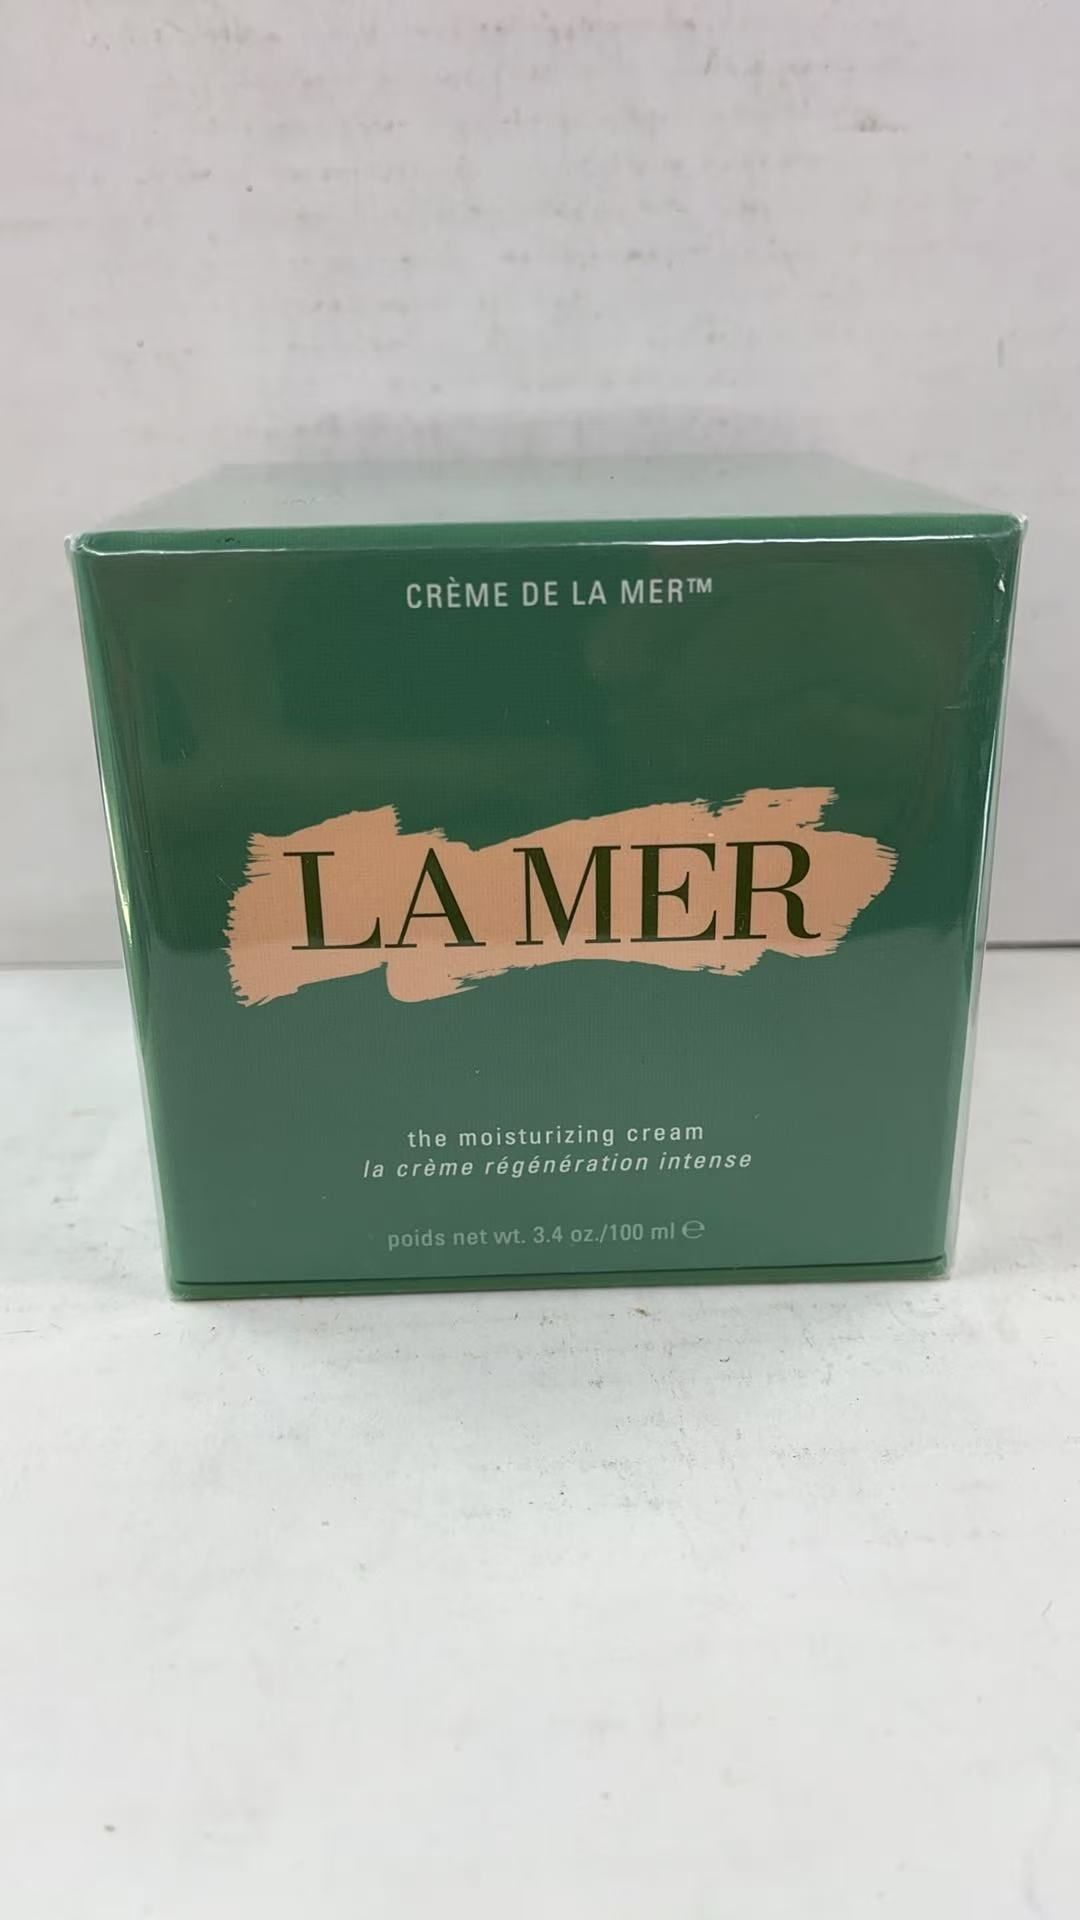 CRÈME DE LA MER™
LA MER
the moisturizing cream
la crème régénération intense
poids net wt. 3.4 oz./100 ml ℮